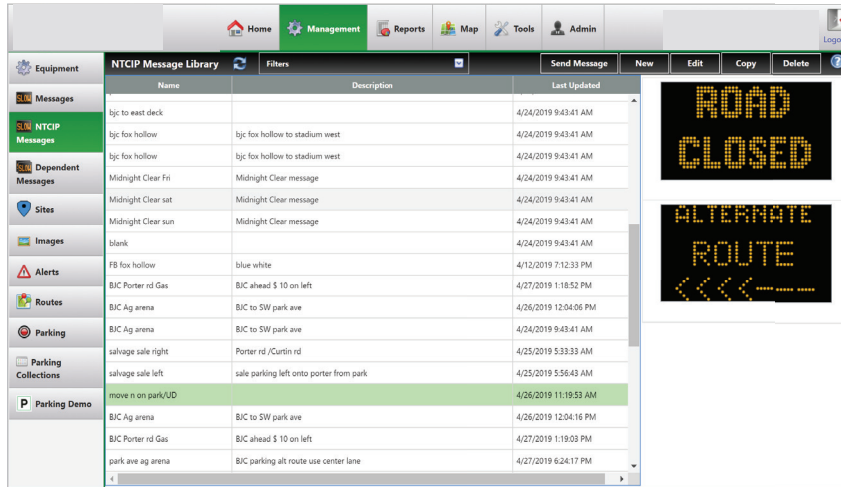 Home Management Reports Map Tools Admin
Logo
Equipment
SLOW Messages
SLOW NTCIP
Messages
SLOW Dependent
Messages
Sites
Images
Alerts
Routes
Parking
Parking
Collections
P Parking Demo
NTCIP Message Library Filters Send Message New Edit Copy Delete ?
Name Description Last Updated
bjc to east deck 4/24/2019 9:43:41 AM
bjc fox hollow bjc fox hollow to stadium west 4/24/2019 9:43:41 AM
bjc fox hollow bjc fox hollow to stadium west 4/24/2019 9:43:41 AM
Midnight Clear Fri Midnight Clear message 4/24/2019 9:43:41 AM
Midnight Clear sat Midnight Clear message 4/24/2019 9:43:41 AM
Midnight Clear sun Midnight Clear message 4/24/2019 9:43:41 AM
blank 4/24/2019 9:43:41 AM
FB fox hollow blue white 4/12/2019 7:12:33 PM
BJC Porter rd Gas BJC ahead $ 10 on left 4/27/2019 1:18:52 PM
BJC Ag arena BJC to SW park ave 4/26/2019 12:04:06 PM
BJC Ag arena BJC to SW park ave 4/24/2019 9:43:41 AM
salvage sale right Porter rd /Curtin rd 4/25/2019 5:33:33 AM
salvage sale left sale parking left onto porter from park 4/25/2019 5:56:43 AM
move n on park/UD 4/26/2019 11:19:53 AM
BJC Ag arena BJC to SW park ave 4/26/2019 12:04:16 PM
BJC Porter rd Gas BJC ahead $ 10 on left 4/27/2019 1:19:03 PM
park ave ag arena BJC parking alt route use center lane 4/27/2019 6:24:17 PM
ROAD
CLOSED
ALTERNATE
ROUTE
<<<<---